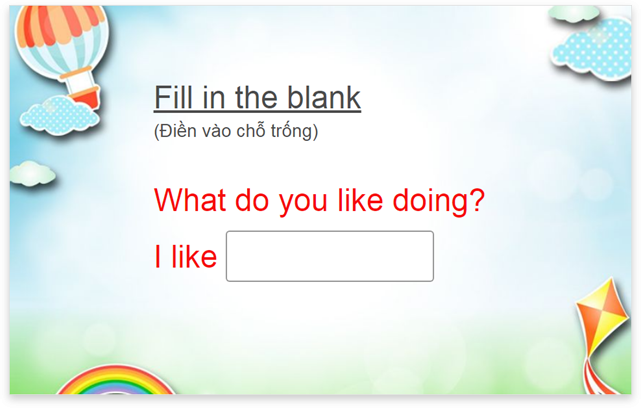 Fill in the blank
(Điền vào chỗ trống)
What do you like doing?
I like